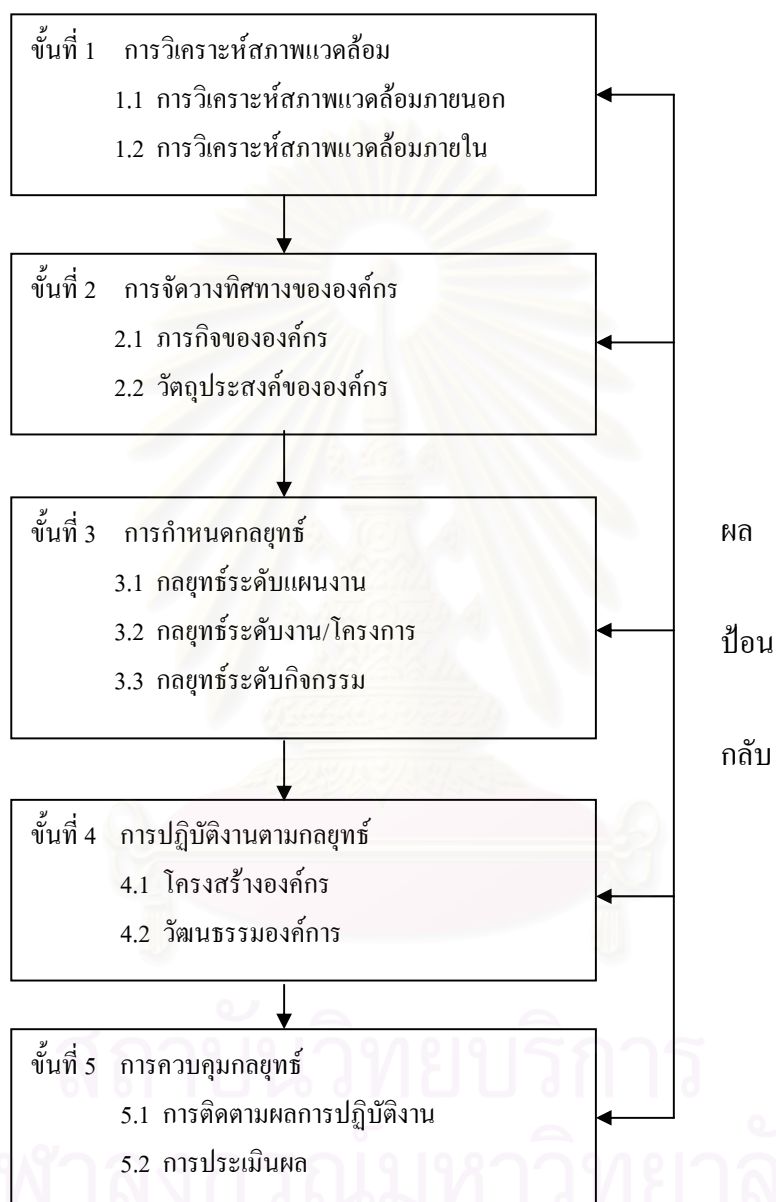 ขั้นที่ 1 การวิเคราะห์สภาพแวดล้อม
1.1 การวิเคราะห์สภาพแวดล้อมภายนอก
1.2 การวิเคราะห์สภาพแวดล้อมภายใน
ขั้นที่ 2 การจัดวางทิศทางขององค์กร
2.1 ภารกิจขององค์กร
2.2 วัตถุประสงค์ขององค์กร
ขั้นที่ 3 การกำหนดกลยุทธ์
3.1 กลยุทธ์ระดับแผนงาน
3.2 กลยุทธ์ระดับงาน/โครงการ
3.3 กลยุทธ์ระดับกิจกรรม
ขั้นที่ 4 การปฏิบัติงานตามกลยุทธ์
4.1 โครงสร้างองค์กร
4.2 วัฒนธรรมองค์การ
ขั้นที่ 5 การควบคุมกลยุทธ์
5.1 การติดตามผลการปฏิบัติงาน
5.2 การประเมินผล
ผล
ป้อน
กลับ
สถาบันวิทยบริการ